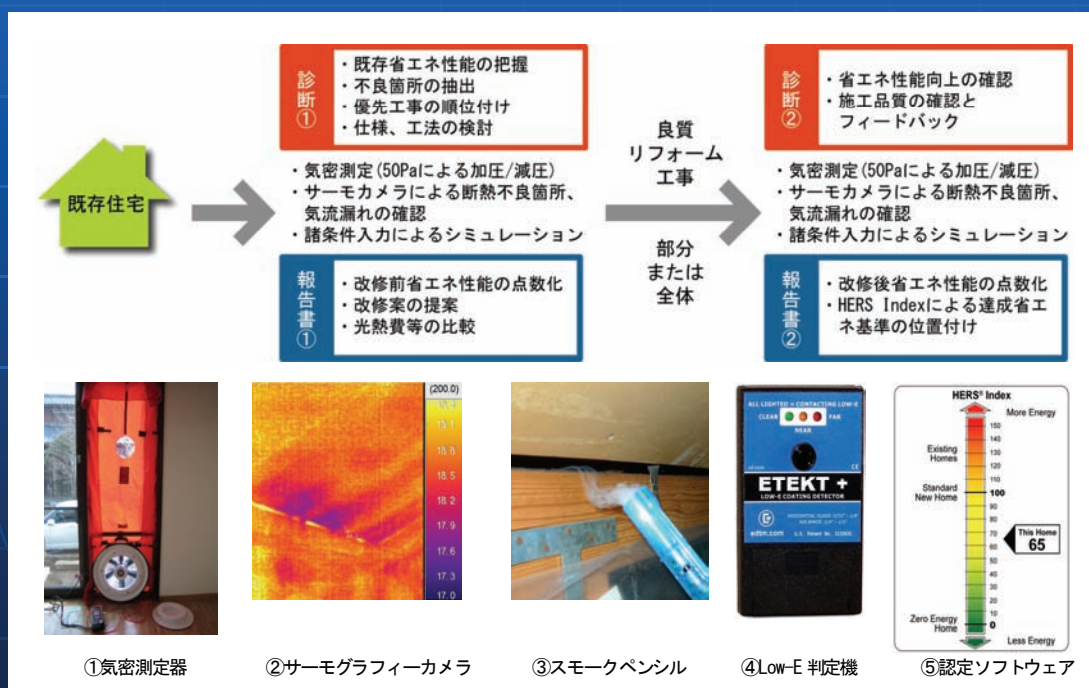 既存住宅
診断①
・既存省エネ性能の把握
・不良箇所の抽出
・優先工事の順位付け
・仕様、工法の検討
・気密測定(50Paによる加圧/減圧)
・サーモカメラによる断熱不良箇所、
気流漏れの確認
・諸条件入力によるシミュレーション
報告書①
・改修前省エネ性能の点数化
・改修案の提案
・光熱費等の比較
良質
リフォーム
工事
部分
または
全体
診断②
・省エネ性能向上の確認
・施工品質の確認と
フィードバック
・気密測定(50Paによる加圧/減圧)
・サーモカメラによる断熱不良箇所、
気流漏れの確認
・諸条件入力によるシミュレーション
報告書②
・改修後省エネ性能の点数化
・HERS Indexによる達成省エ
ネ基準の位置付け
(200.0)
18.8
18.5
18.2
17.9
17.6
17.3
17.0
ALL LIGHTED = CONTACTING LOW-E
CLEAR
FAR
NEAR
ETEKT +
LOW-E COATING DETECTOR
edtm.com
HERS® Index
More Energy
150
140
130
120
110
100
90
80
70
60
50
40
30
20
10
0
Existing
Homes
Standard
New Home
This Home
65
Zero Energy
Home
Less Energy
①気密測定器
②サーモグラフィーカメラ
③スモークペンシル
④Low-E 判定機
⑤認定ソフトウェア